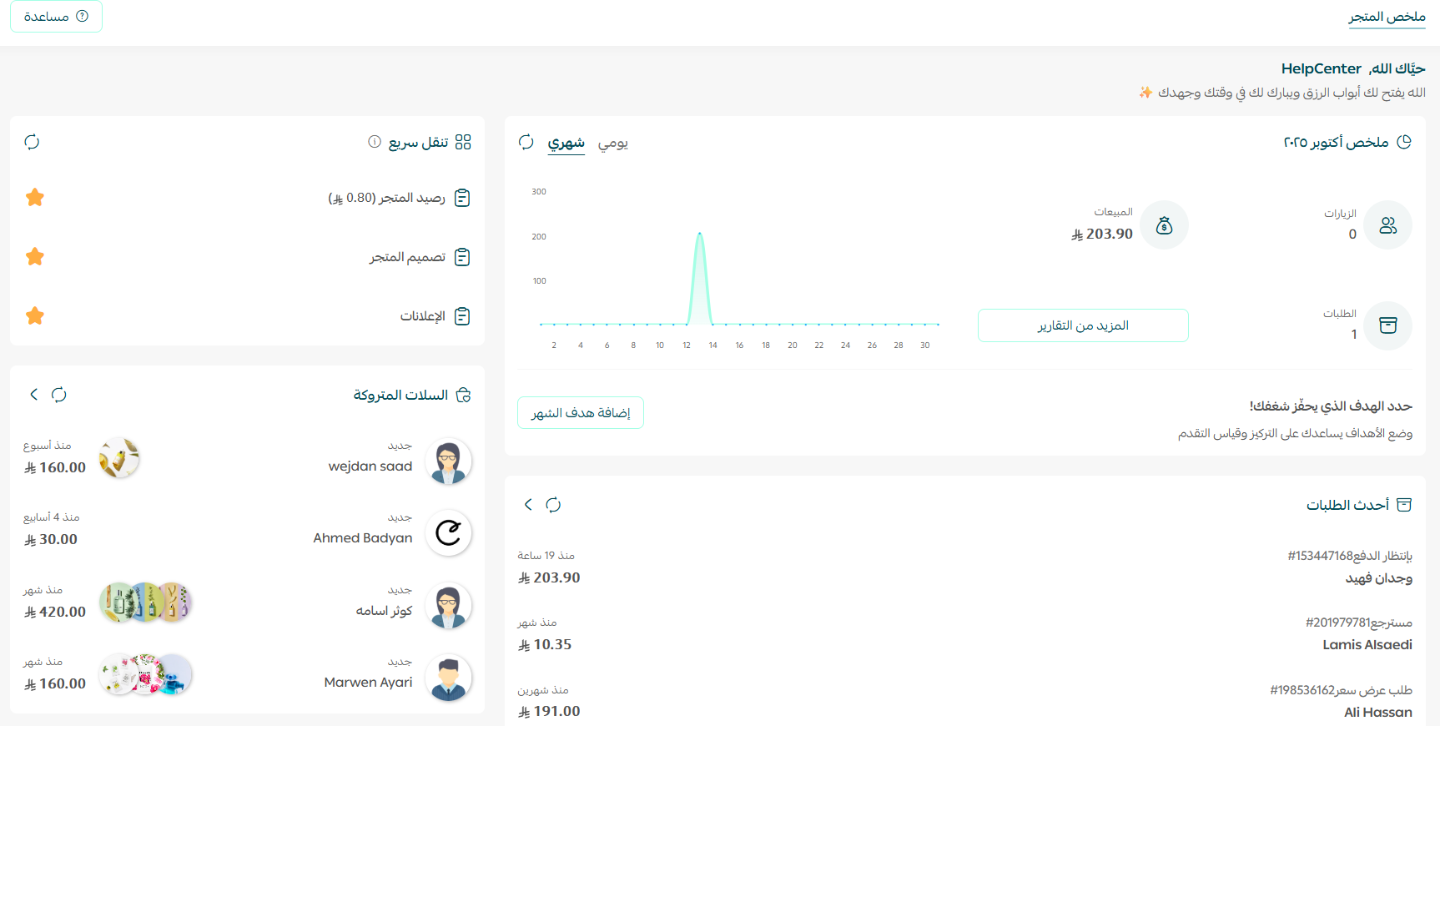 ملخص المتجر
مساعدة
حيّاك الله, HelpCenter
الله يفتح لك أبواب الرزق ويبارك لك في وقتك وجهدك ✨
ملخص أكتوبر ٢٠٢٥
يومي
شهري
الزيارات
0
المبيعات
203.90
الطلبات
1
المزيد من التقارير
300
200
100
2 4 6 8 10 12 14 16 18 20 22 24 26 28 30
حدد الهدف الذي يحفّز شغفك!
وضع الأهداف يساعدك على التركيز وقياس التقدم
إضافة هدف الشهر
أحدث الطلبات
بإنتظار الدفع#153447168
وجدان فهيد
منذ 19 ساعة
203.90
مسترجع#201979781
Lamis Alsaedi
منذ شهر
10.35
طلب عرض سعر#198536162
Ali Hassan
منذ شهرين
191.00
تنقل سريع
رصيد المتجر (0.80)
تصميم المتجر
الإعلانات
السلات المتروكة
جديد
wejdan saad
منذ أسبوع
160.00
جديد
Ahmed Badyan
منذ 4 أسابيع
30.00
جديد
كوثر اسامه
منذ شهر
420.00
جديد
Marwen Ayari
منذ شهر
160.00